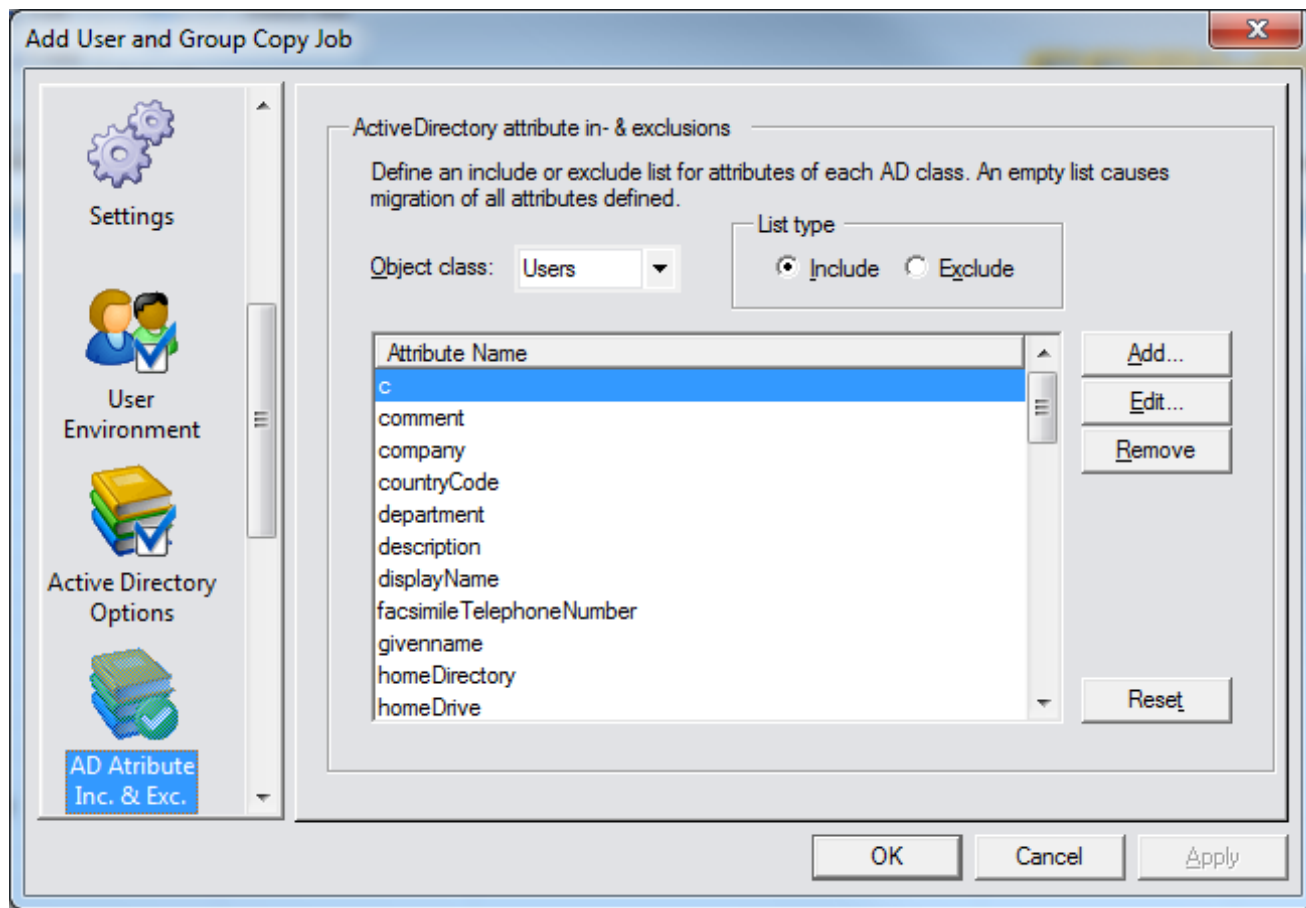 Add User and Group Copy Job
Settings
User
Environment
Active Directory
Options
AD Atribute
Inc. & Exc.
ActiveDirectory attribute in- & exclusions
Define an include or exclude list for attributes of each AD class. An empty list causes
migration of all attributes defined.
Object class: Users
List type
Include Exclude
Attribute Name
c
comment
company
countryCode
department
description
displayName
facsimileTelephoneNumber
givenname
homeDirectory
homeDrive
Add...
Edit...
Remove
Reset
OK Cancel Apply